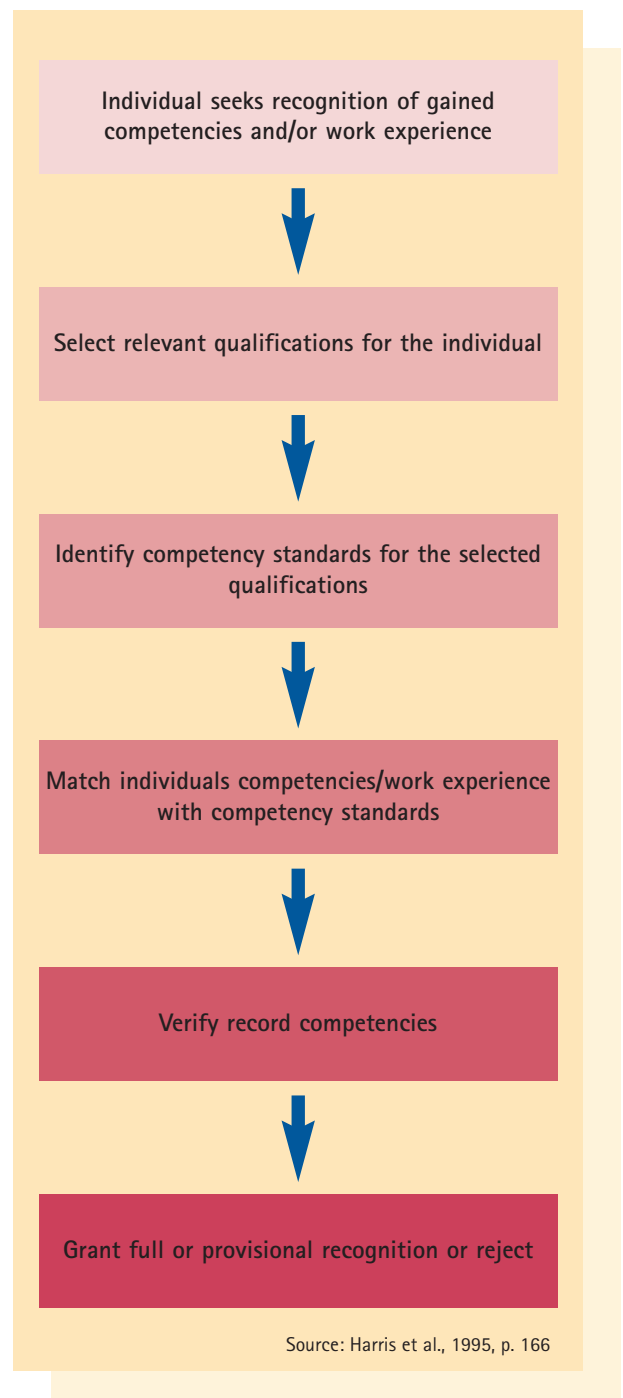 Individual seeks recognition of gained
competencies and/or work experience
Select relevant qualifications for the individual
Identify competency standards for the selected
qualifications
Match individuals competencies/work experience
with competency standards
Verify record competencies
Grant full or provisional recognition or reject
Source: Harris et al., 1995, p. 166